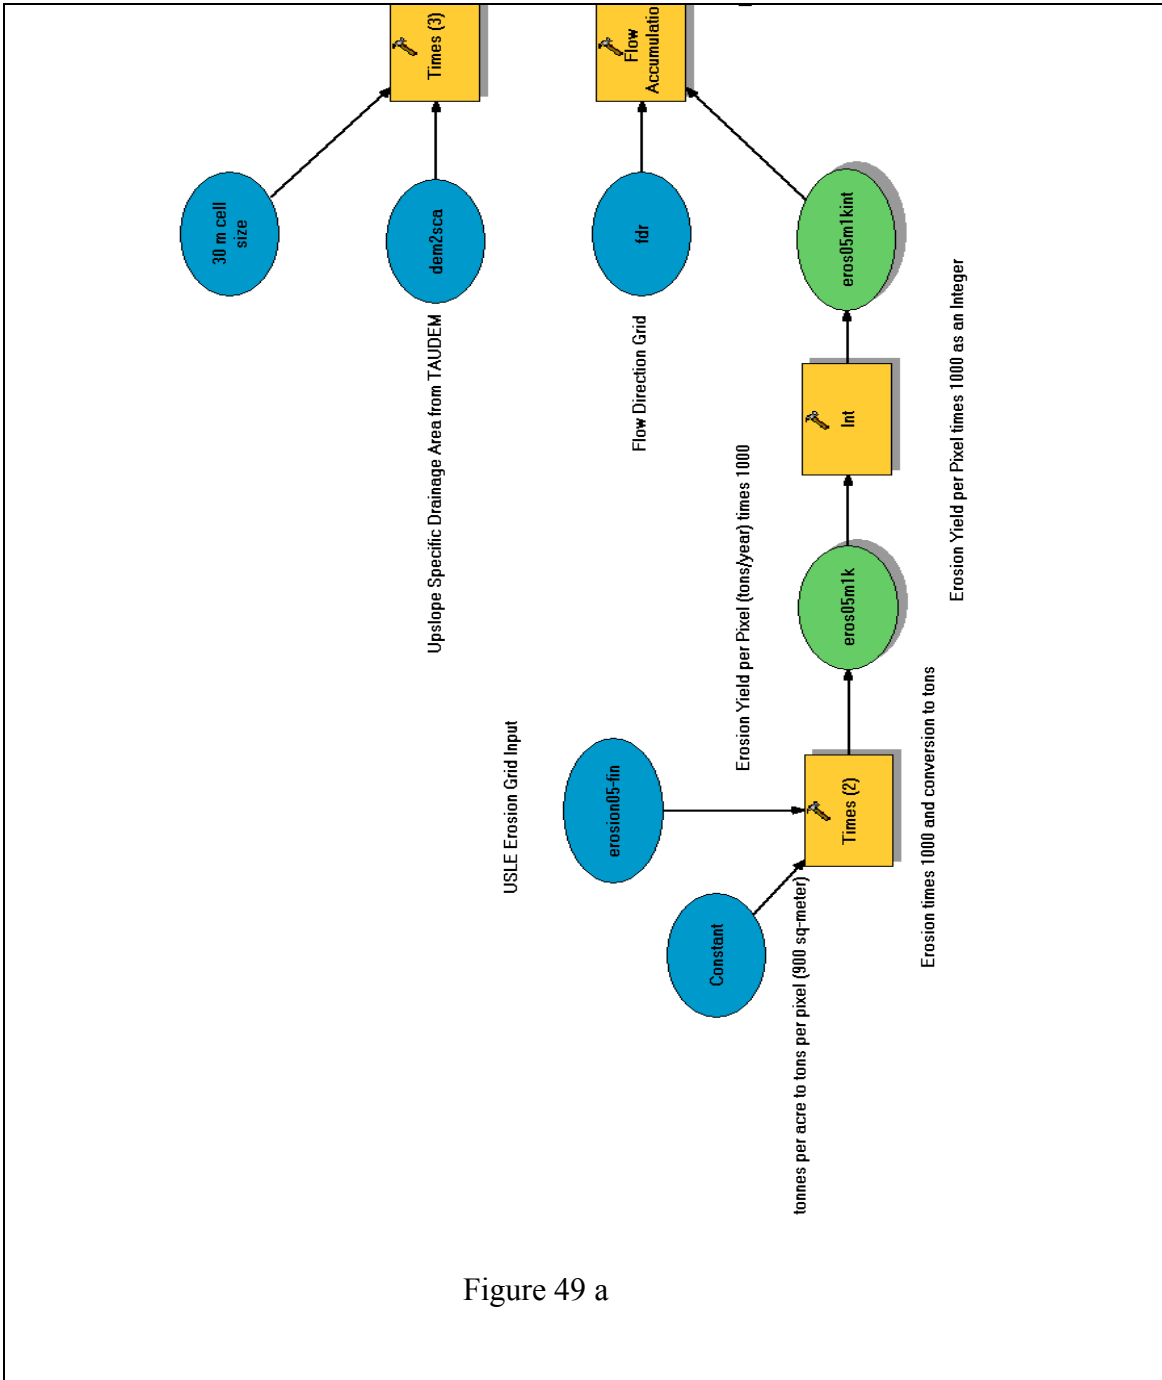 Times (3)
Flow
Accumulatio
30 m cell
size
dem2sca
fdr
eros05m1kint
Upslope Specific Drainage Area from TAUDEM
Flow Direction Grid
Int
Erosion Yield per Pixel times 1000 as an Integer
Erosion Yield per Pixel (tons/year) times 1000
eros05m1k
USLE Erosion Grid Input
erosion05-fin
Times (2)
Erosion times 1000 and conversion to tons
Constant
tonnes per acre to tons per pixel (900 sq-meter)
Figure 49 a